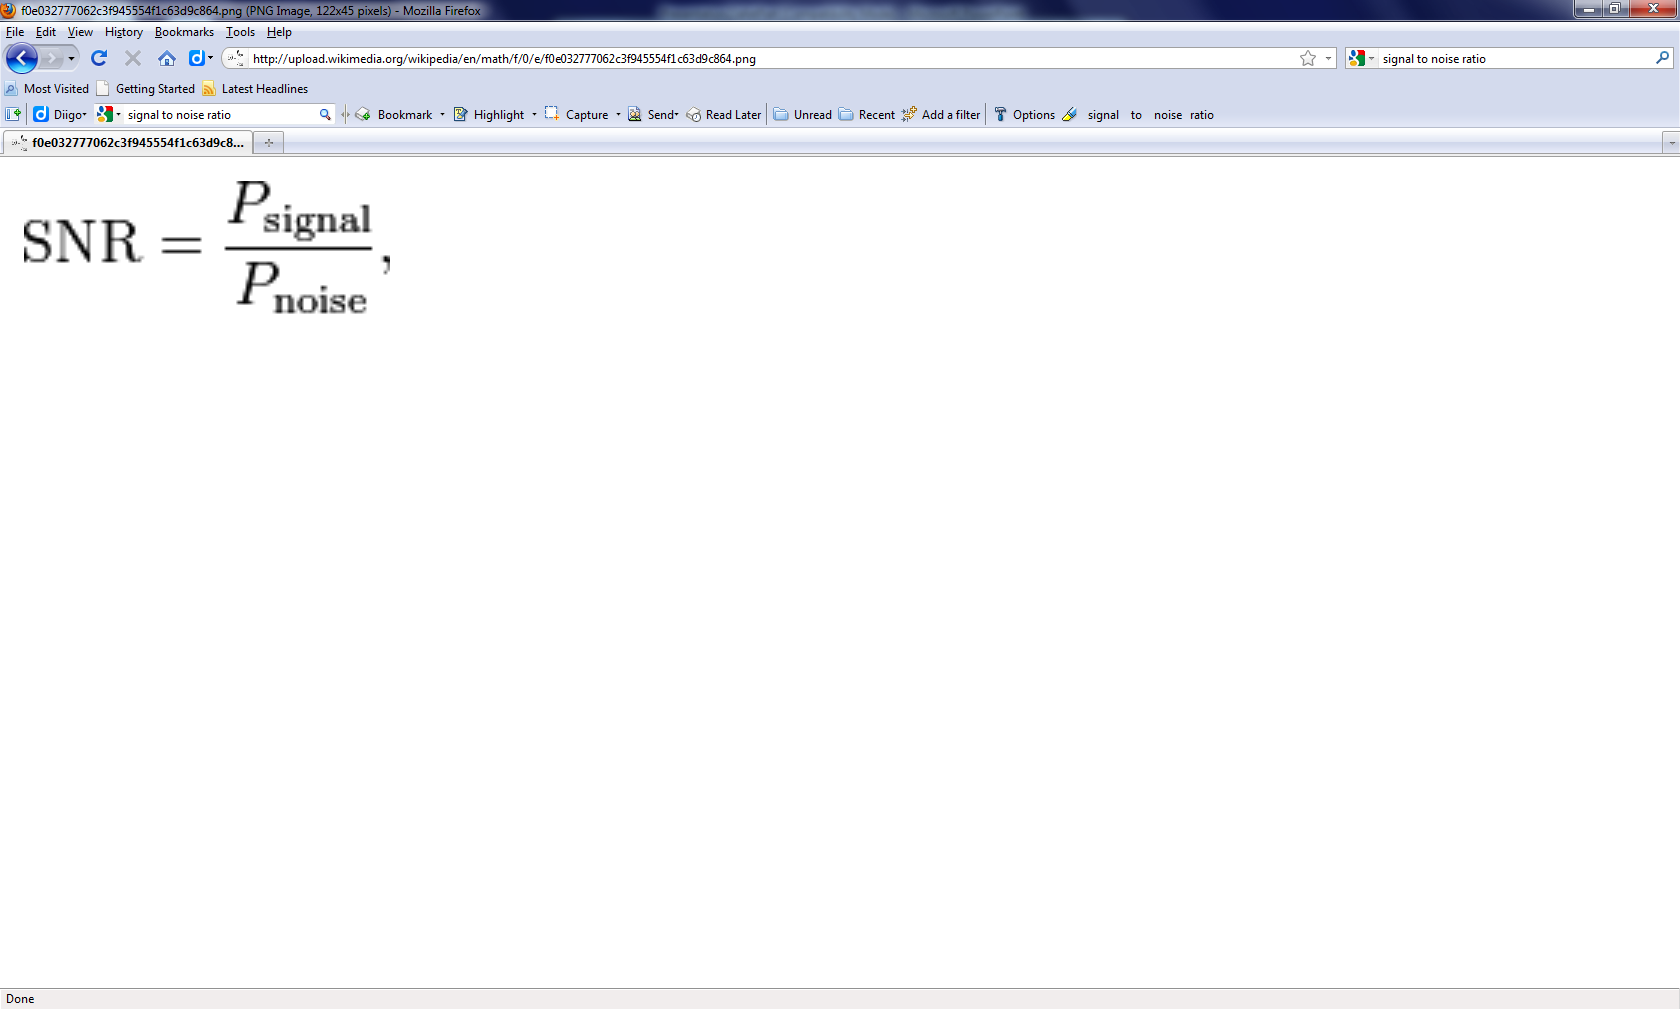 f0e032777062c3f945554f1c63d9c864.png (PNG Image, 122x45 pixels) - Mozilla Firefox
File Edit View History Bookmarks Tools Help
http://upload.wikimedia.org/wikipedia/en/math/f/0/e/f0e032777062c3f945554f1c63d9c864.png signal to noise ratio
Most Visited Getting Started Latest Headlines
Diigo signal to noise ratio Bookmark Highlight Capture Send Read Later Unread Recent Add a filter Options signal to noise ratio
f0e032777062c3f945554f1c63d9c8...
SNR = P_signal / P_noise,
Done